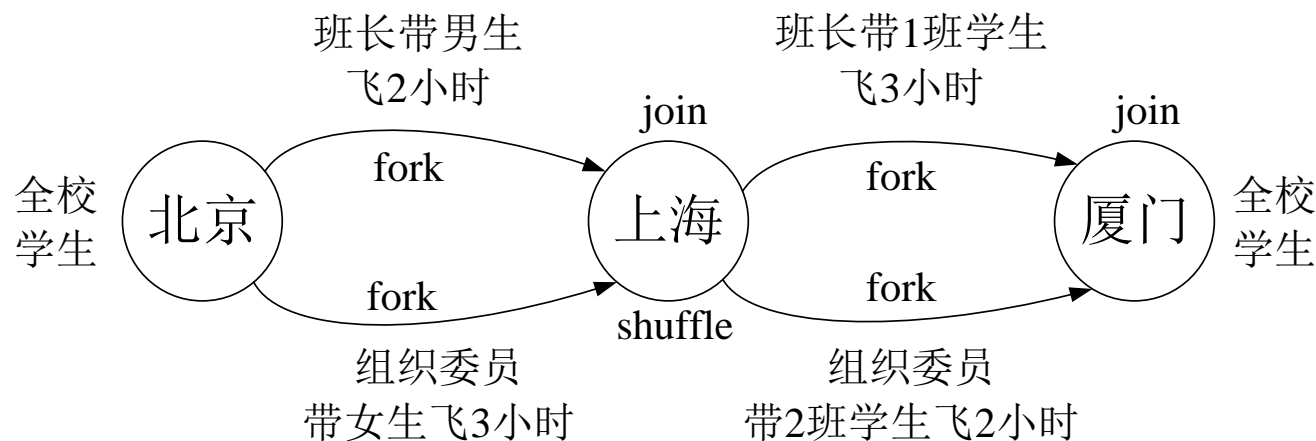 班长带男生
飞2小时
班长带1班学生
飞3小时
join
join
fork
fork
全校
学生
北京
上海
厦门
全校
学生
fork
fork
shuffle
组织委员
带女生飞3小时
组织委员
带2班学生飞2小时